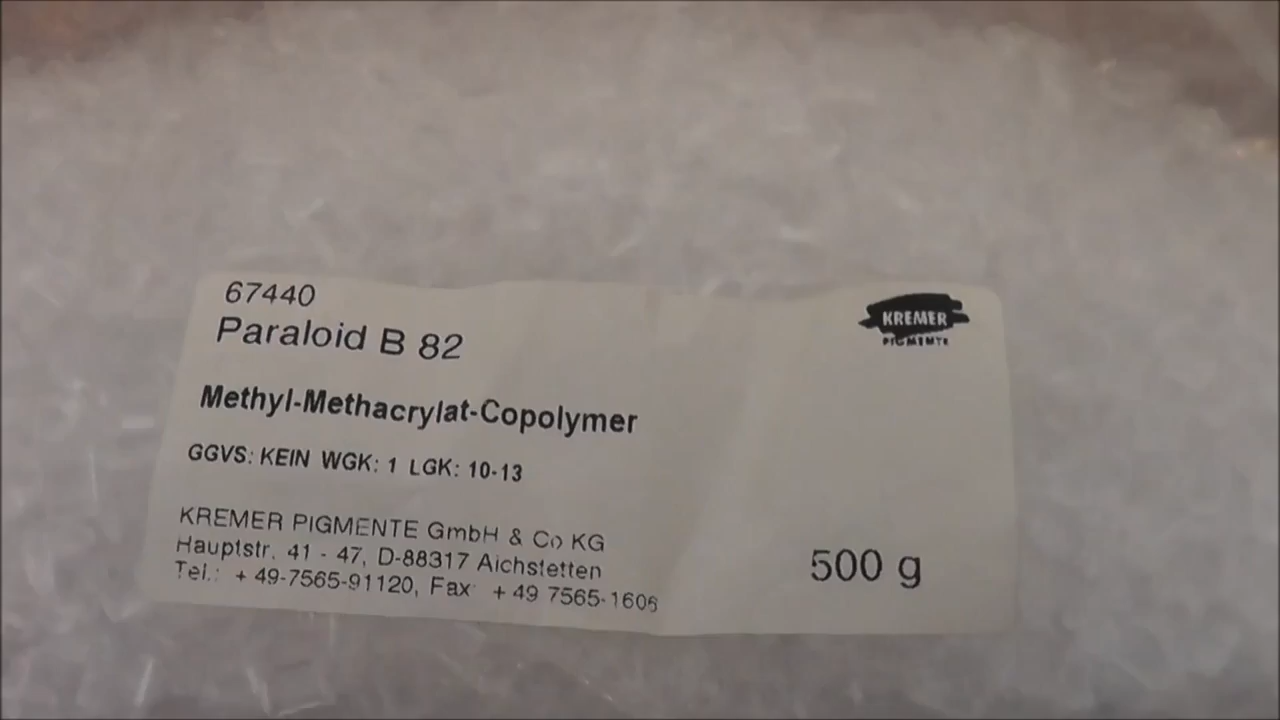 67440
Paraloid B 82
KREMER
PIGMENTE
Methyl-Methacrylat-Copolymer
GGVS: KEIN WGK: 1 LGK: 10-13
KREMER PIGMENTE GmbH & Co KG
Hauptstr. 41 - 47, D-88317 Aichstetten
Tel.: + 49-7565-91120, Fax: + 49 7565-1606
500 g